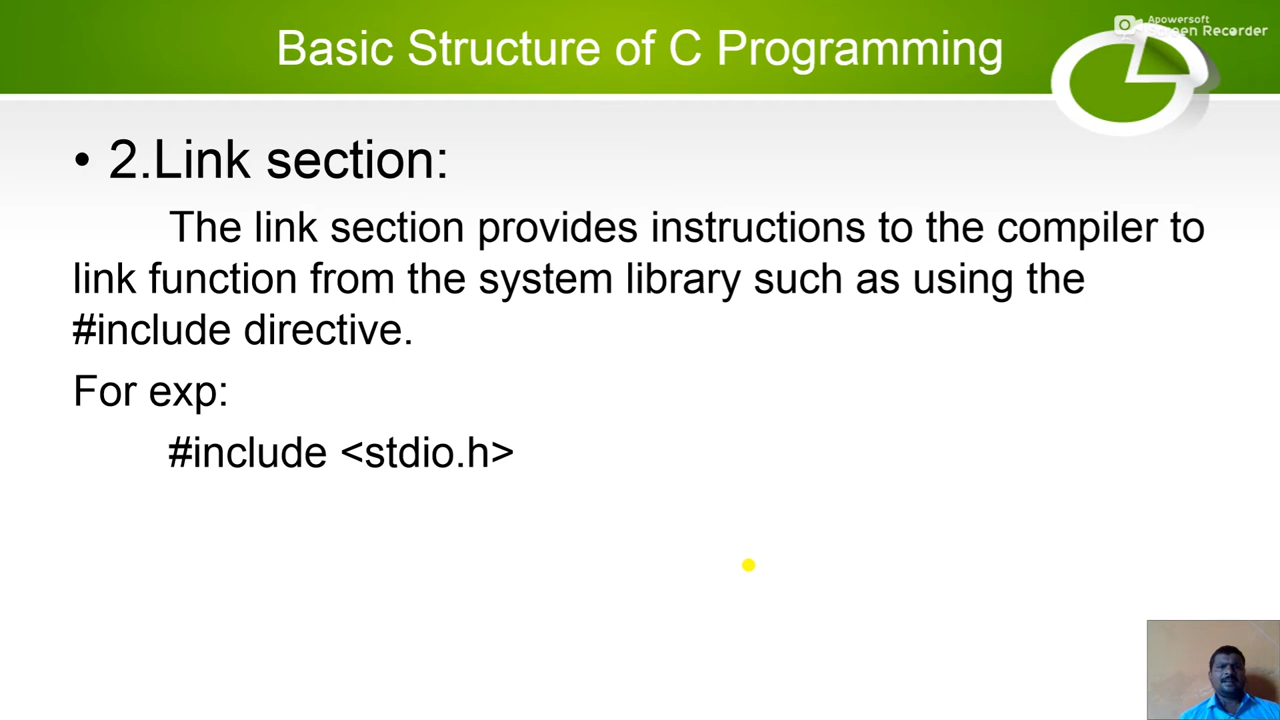 Apowersoft
Screen Recorder
Basic Structure of C Programming
• 2.Link section:
The link section provides instructions to the compiler to
link function from the system library such as using the
#include directive.
For exp:
#include <stdio.h>